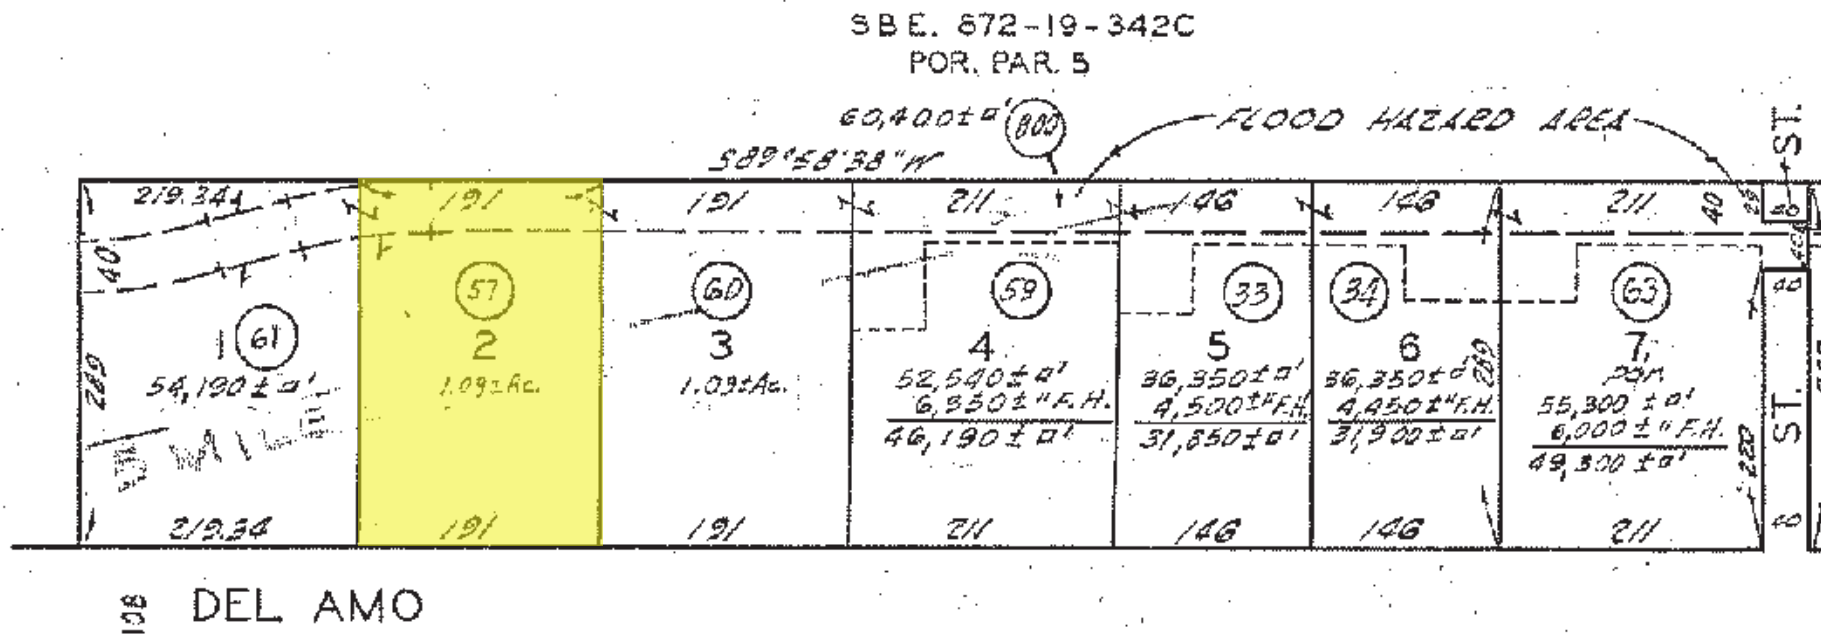 SBE. 872-19-342C
POR. PAR. 5
60,400±□' 800
FLOOD HAZARD AREA
ST.
S89°58'38"W
219.34 191 191 211 146 146 211 40
40
57 60 59 33 34 63
40
1 61 2 3 4 5 6 7
289 289
54,190±□' 1.09±Ac. 1.09±Ac. 52,540±□' 36,350±□' 36,350±□' POR.
6,350±"F.H. 4,500±"F.H. 4,450±"F.H. 55,300±□'
46,190±□' 31,850±□' 31,900±□' 6,000±"F.H.
49,300±□'
ST.
MILE
219.34 191 191 211 146 146 211 40
108 DEL AMO